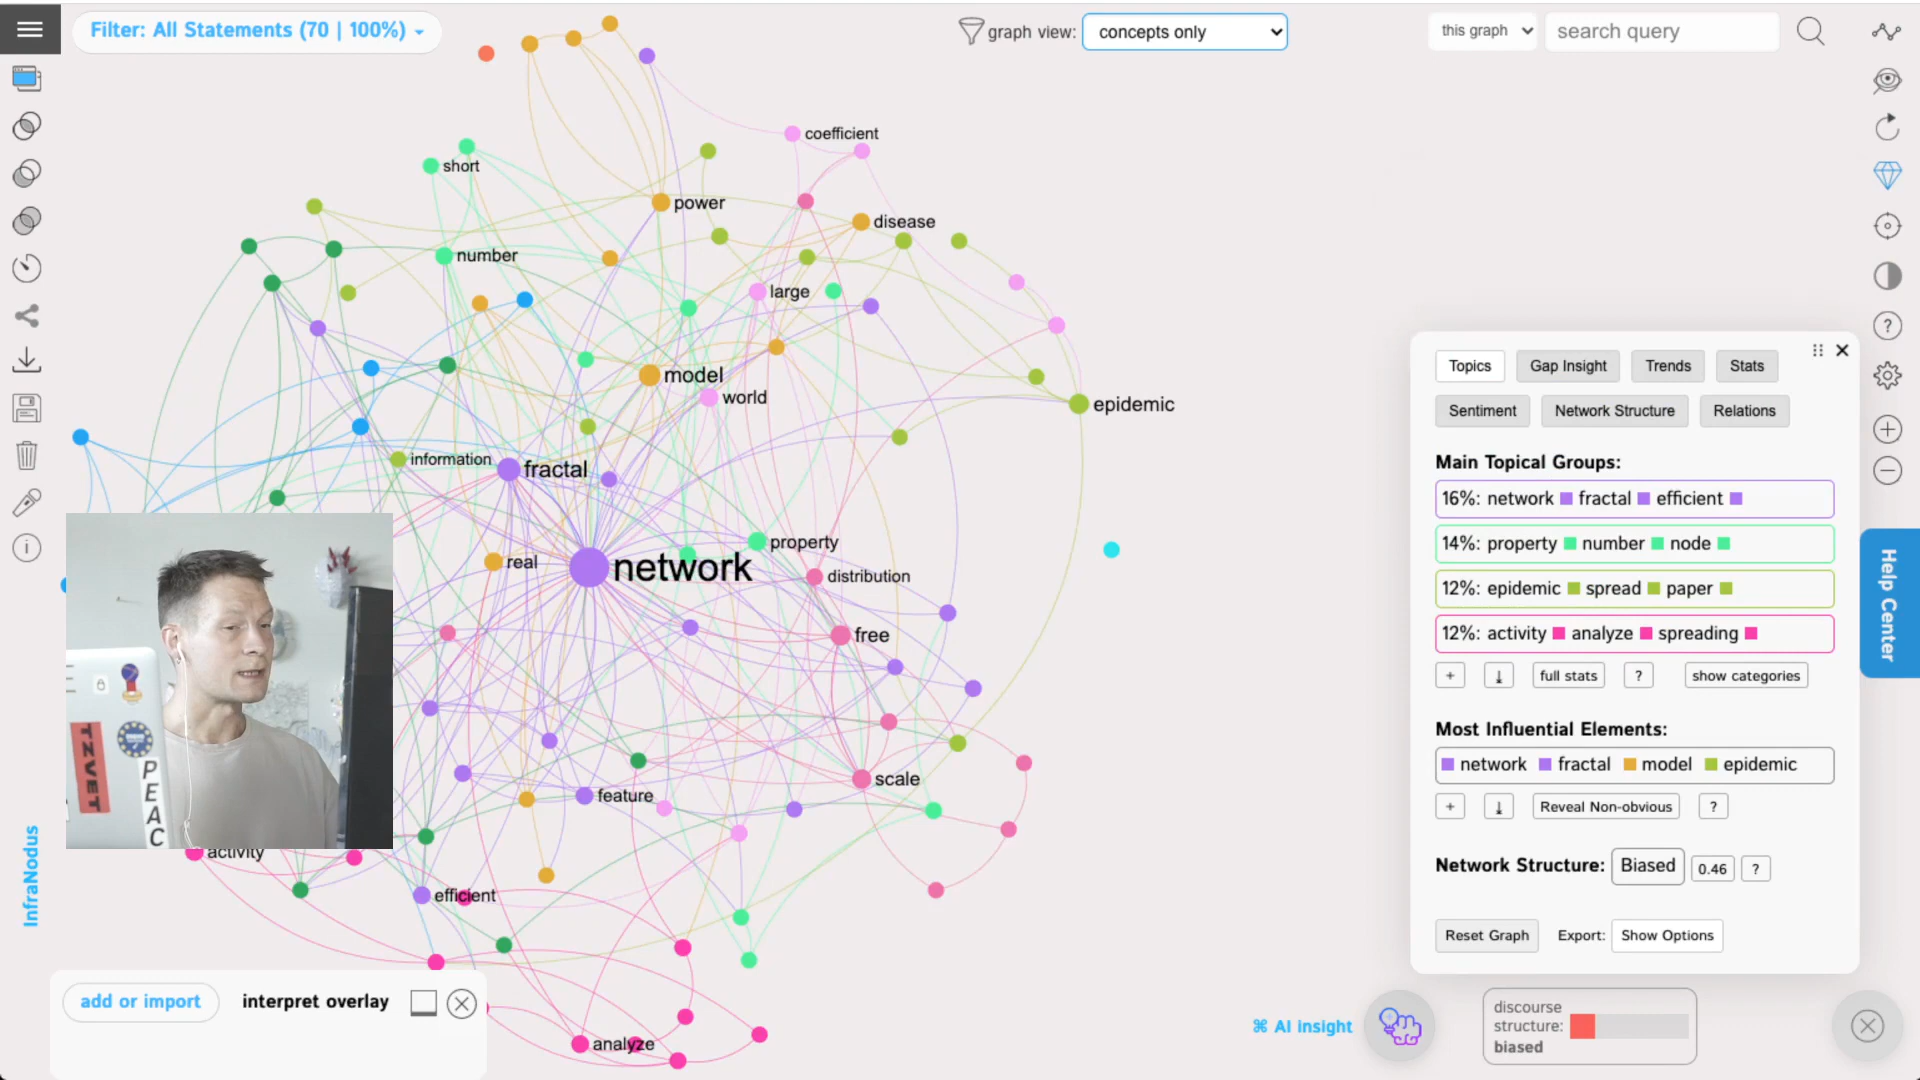 Filter: All Statements (70 | 100%)
graph view:
concepts only
this graph
search query
coefficient
short
power
disease
number
large
model
world
epidemic
information
fractal
property
real
network
distribution
free
scale
feature
activity
efficient
analyze
Topics
Gap Insight
Trends
Stats
Sentiment
Network Structure
Relations
Main Topical Groups:
16%: network fractal efficient
14%: property number node
12%: epidemic spread paper
12%: activity analyze spreading
+
full stats
?
show categories
Most Influential Elements:
network fractal model epidemic
+
Reveal Non-obvious
?
Network Structure: Biased 0.46 ?
Reset Graph
Export:
Show Options
Help Center
InfraNodus
TZVET
PEAC
add or import
interpret overlay
⌘ AI insight
discourse
structure:
biased